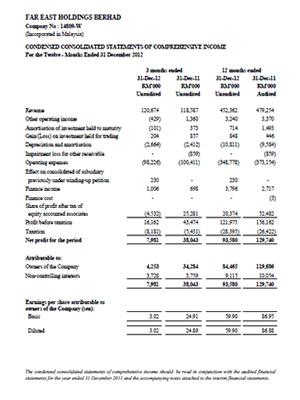 FAR EAST HOLDINGS BERHAD
Company No : 14809-W
(Incorporated in Malaysia)
CONDENSED CONSOLIDATED STATEMENTS OF COMPREHENSIVE INCOME
For the Twelve - Months Ended 31 December 2012
3 months ended 12 months ended
31-Dec-12 31-Dec-11 31-Dec-12 31-Dec-11
RM'000 RM'000 RM'000 RM'000
Unaudited Unaudited Unaudited Audited
Revenue 120,674 118,587 452,362 479,254
Other operating income (429) 1,360 3,240 3,370
Amortisation of investment held to maturity (101) 373 714 1,493
Gain/(Loss) on investment held for trading 204 857 848 446
Depreciation and amortisation (2,664) (2,412) (10,811) (9,584)
Impairment loss for other receivable - (859) - (859)
Operating expenses (98,226) (100,411) (348,778) (373,154)
Effect on consolidated of subsidiary
previously under winding-up petition 230 - 230 -
Finance income 1,006 698 3,796 2,717
Finance cost - - - (3)
Share of profit after tax of
equity accounted associates (4,532) 25,281 20,374 52,482
Profit before taxation 16,162 43,474 121,975 156,162
Taxation (8,181) (5,431) (28,395) (26,422)
Net profit for the period 7,981 38,043 93,580 129,740
Attributable to:
Owners of the Company 4,253 34,284 84,465 119,686
Non-controlling interests 3,728 3,759 9,115 10,054
7,981 38,043 93,580 129,740
Earnings per share attributable to
owners of the Company (sen):
Basic 3.02 24.92 59.90 86.95
Diluted 3.02 24.89 59.90 86.88
The condensed consolidated statements of comprehensive income should be read in conjunction with the audited financial
statements for the year ended 31 December 2011 and the accompanying notes attached to the interim financial statements.